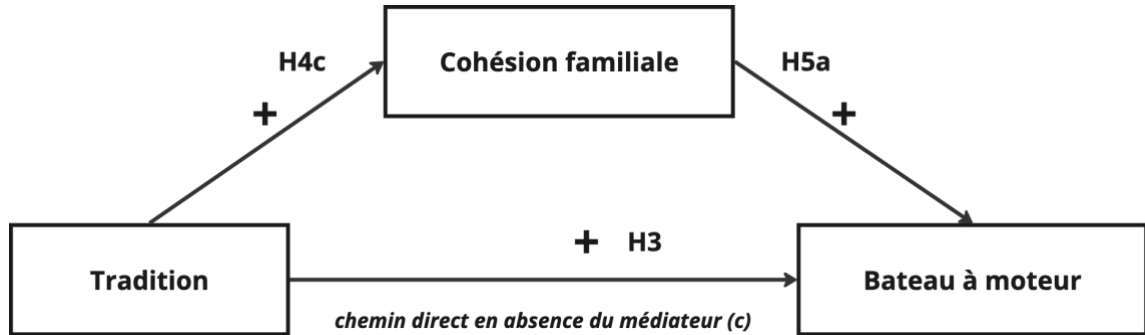 Cohésion familiale
H4c
H5a
+
+
+ H3
Tradition
Bateau à moteur
chemin direct en absence du médiateur (c)